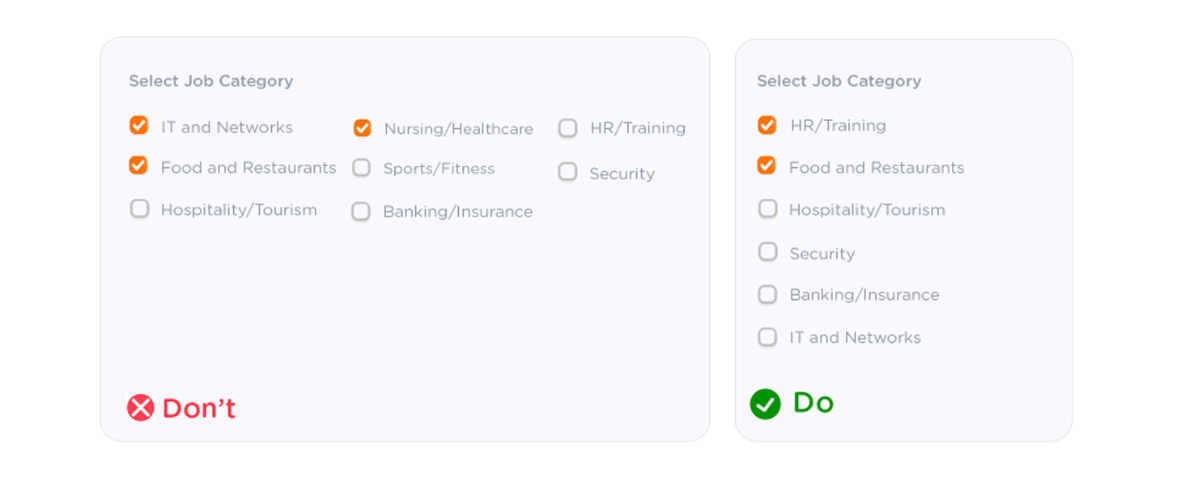 Select Job Category
IT and Networks
Nursing/Healthcare
HR/Training
Food and Restaurants
Sports/Fitness
Security
Hospitality/Tourism
Banking/Insurance
Don't
Select Job Category
HR/Training
Food and Restaurants
Hospitality/Tourism
Security
Banking/Insurance
IT and Networks
Do